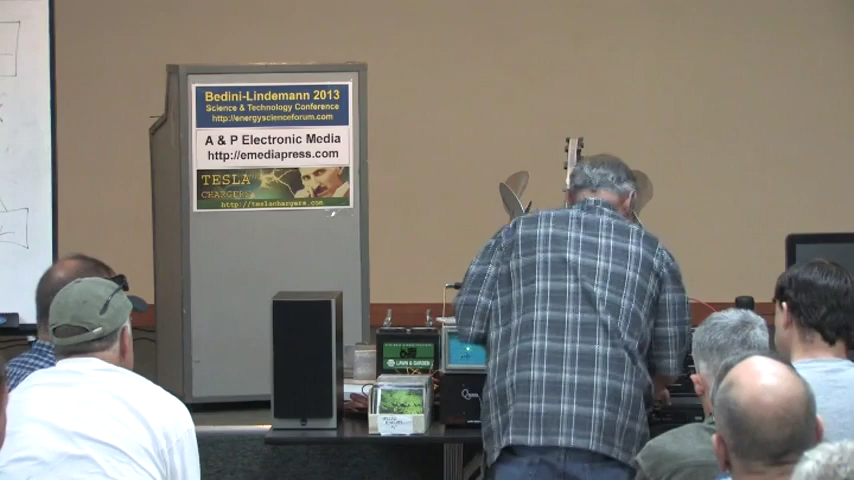 Bedini-Lindemann 2013
Science & Technology Conference
http://energyscienceforum.com
A & P Electronic Media
http://emediapress.com
TESLA
CHARGERS
http://teslachargers.com
LAWN & GARDEN